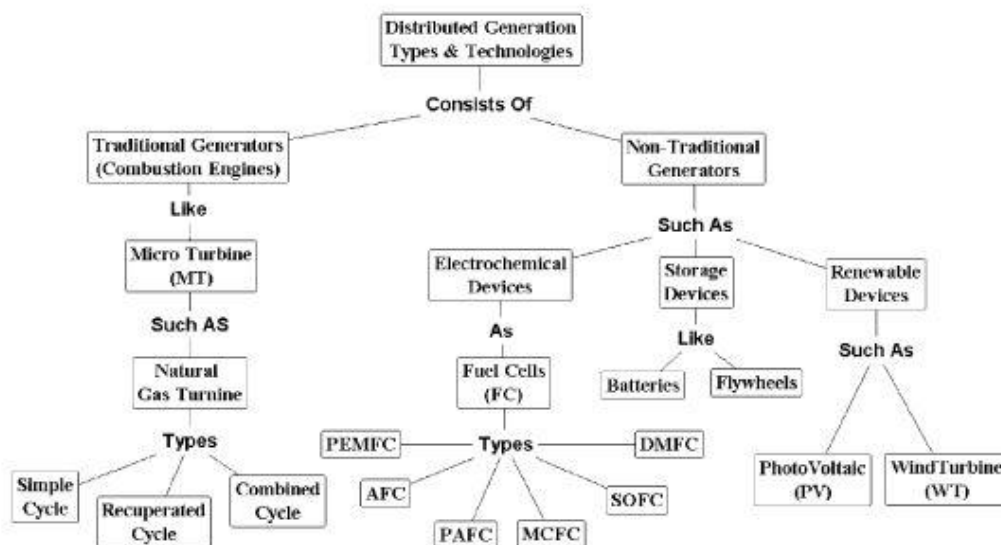 Distributed Generation
Types & Technologies
Consists Of
Traditional Generators
(Combustion Engines)
Non-Traditional
Generators
Like
Such As
Micro Turbine
(MT)
Electrochemical
Devices
Storage
Devices
Renewable
Devices
Such AS
As
Like
Such As
Natural
Gas Turnine
Fuel Cells
(FC)
Batteries
Flywheels
Types
PEMFC
Types
DMFC
Simple
Cycle
Recuperated
Cycle
Combined
Cycle
AFC
PAFC
MCFC
SOFC
PhotoVoltaic
(PV)
WindTurbine
(WT)